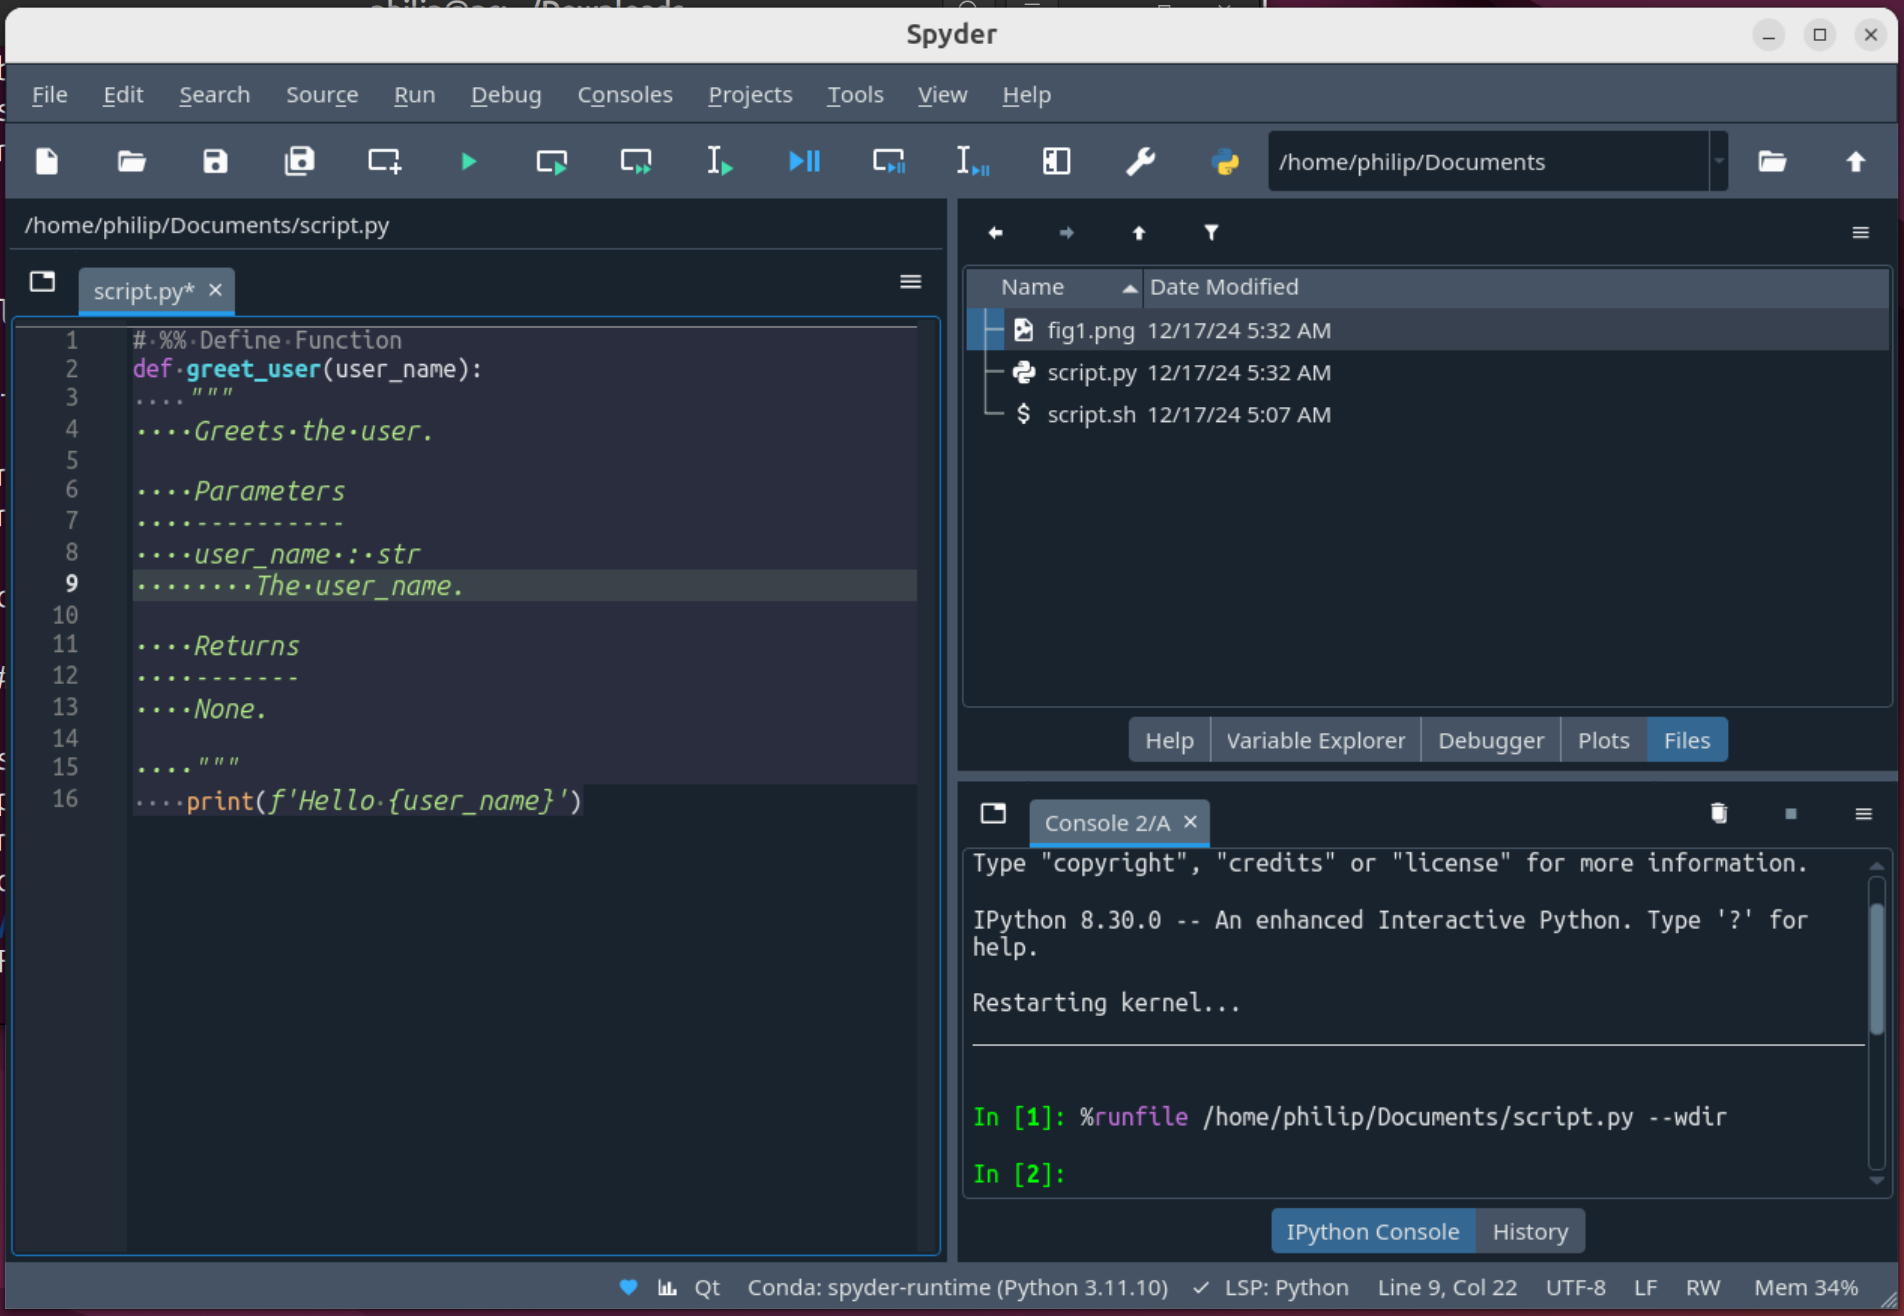 Spyder
File Edit Search Source Run Debug Consoles Projects Tools View Help
/home/philip/Documents
/home/philip/Documents/script.py
script.py*
1 # %% Define Function
2 def greet_user(user_name):
3 """
4 Greets the user.
5
6 Parameters
7 ----------
8 user_name : str
9 The user_name.
10
11 Returns
12 -------
13 None.
14
15 """
16 print(f'Hello {user_name}')
Name Date Modified
fig1.png 12/17/24 5:32 AM
script.py 12/17/24 5:32 AM
script.sh 12/17/24 5:07 AM
Help Variable Explorer Debugger Plots Files
Console 2/A
Type "copyright", "credits" or "license" for more information.
IPython 8.30.0 -- An enhanced Interactive Python. Type '?' for
help.
Restarting kernel...
In [1]: %runfile /home/philip/Documents/script.py --wdir
In [2]:
IPython Console History
Qt Conda: spyder-runtime (Python 3.11.10) ✓ LSP: Python Line 9, Col 22 UTF-8 LF RW Mem 34%